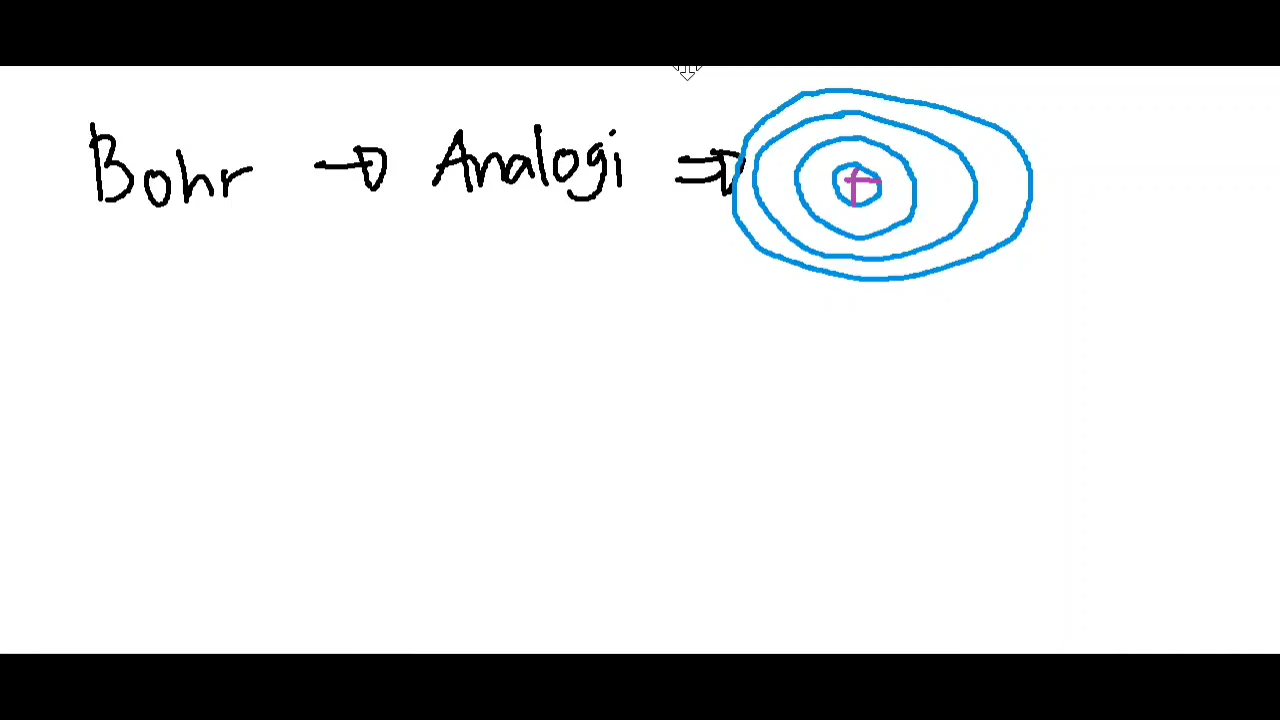 Bohr → Analogi ⇒ +